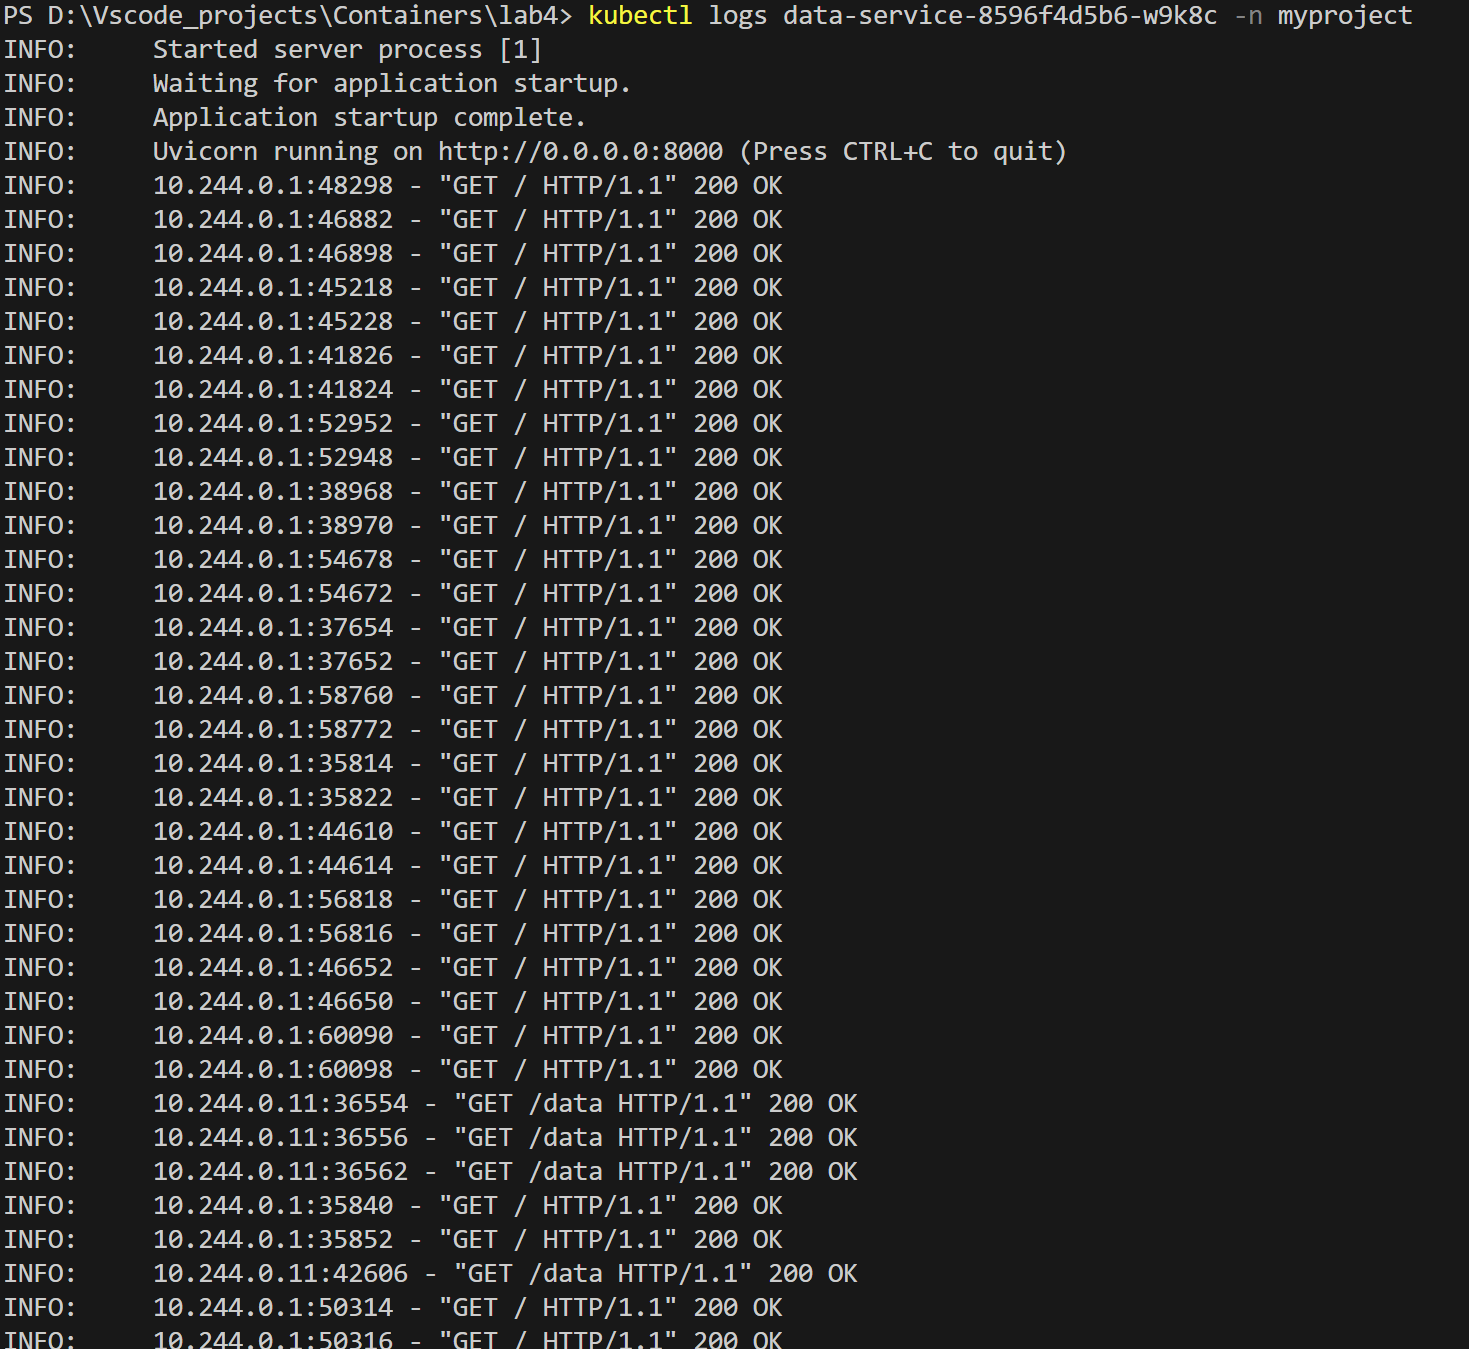 PS D:\Vscode_projects\Containers\lab4> kubectl logs data-service-8596f4d5b6-w9k8c -n myproject
INFO:     Started server process [1]
INFO:     Waiting for application startup.
INFO:     Application startup complete.
INFO:     Uvicorn running on http://0.0.0.0:8000 (Press CTRL+C to quit)
INFO:     10.244.0.1:48298 - "GET / HTTP/1.1" 200 OK
INFO:     10.244.0.1:46882 - "GET / HTTP/1.1" 200 OK
INFO:     10.244.0.1:46898 - "GET / HTTP/1.1" 200 OK
INFO:     10.244.0.1:45218 - "GET / HTTP/1.1" 200 OK
INFO:     10.244.0.1:45228 - "GET / HTTP/1.1" 200 OK
INFO:     10.244.0.1:41826 - "GET / HTTP/1.1" 200 OK
INFO:     10.244.0.1:41824 - "GET / HTTP/1.1" 200 OK
INFO:     10.244.0.1:52952 - "GET / HTTP/1.1" 200 OK
INFO:     10.244.0.1:52948 - "GET / HTTP/1.1" 200 OK
INFO:     10.244.0.1:38968 - "GET / HTTP/1.1" 200 OK
INFO:     10.244.0.1:38970 - "GET / HTTP/1.1" 200 OK
INFO:     10.244.0.1:54678 - "GET / HTTP/1.1" 200 OK
INFO:     10.244.0.1:54672 - "GET / HTTP/1.1" 200 OK
INFO:     10.244.0.1:37654 - "GET / HTTP/1.1" 200 OK
INFO:     10.244.0.1:37652 - "GET / HTTP/1.1" 200 OK
INFO:     10.244.0.1:58760 - "GET / HTTP/1.1" 200 OK
INFO:     10.244.0.1:58772 - "GET / HTTP/1.1" 200 OK
INFO:     10.244.0.1:35814 - "GET / HTTP/1.1" 200 OK
INFO:     10.244.0.1:35822 - "GET / HTTP/1.1" 200 OK
INFO:     10.244.0.1:44610 - "GET / HTTP/1.1" 200 OK
INFO:     10.244.0.1:44614 - "GET / HTTP/1.1" 200 OK
INFO:     10.244.0.1:56818 - "GET / HTTP/1.1" 200 OK
INFO:     10.244.0.1:56816 - "GET / HTTP/1.1" 200 OK
INFO:     10.244.0.1:46652 - "GET / HTTP/1.1" 200 OK
INFO:     10.244.0.1:46650 - "GET / HTTP/1.1" 200 OK
INFO:     10.244.0.1:60090 - "GET / HTTP/1.1" 200 OK
INFO:     10.244.0.1:60098 - "GET / HTTP/1.1" 200 OK
INFO:     10.244.0.11:36554 - "GET /data HTTP/1.1" 200 OK
INFO:     10.244.0.11:36556 - "GET /data HTTP/1.1" 200 OK
INFO:     10.244.0.11:36562 - "GET /data HTTP/1.1" 200 OK
INFO:     10.244.0.1:35840 - "GET / HTTP/1.1" 200 OK
INFO:     10.244.0.1:35852 - "GET / HTTP/1.1" 200 OK
INFO:     10.244.0.11:42606 - "GET /data HTTP/1.1" 200 OK
INFO:     10.244.0.1:50314 - "GET / HTTP/1.1" 200 OK
INFO:     10.244.0.1:50316 - "GET / HTTP/1.1" 200 OK